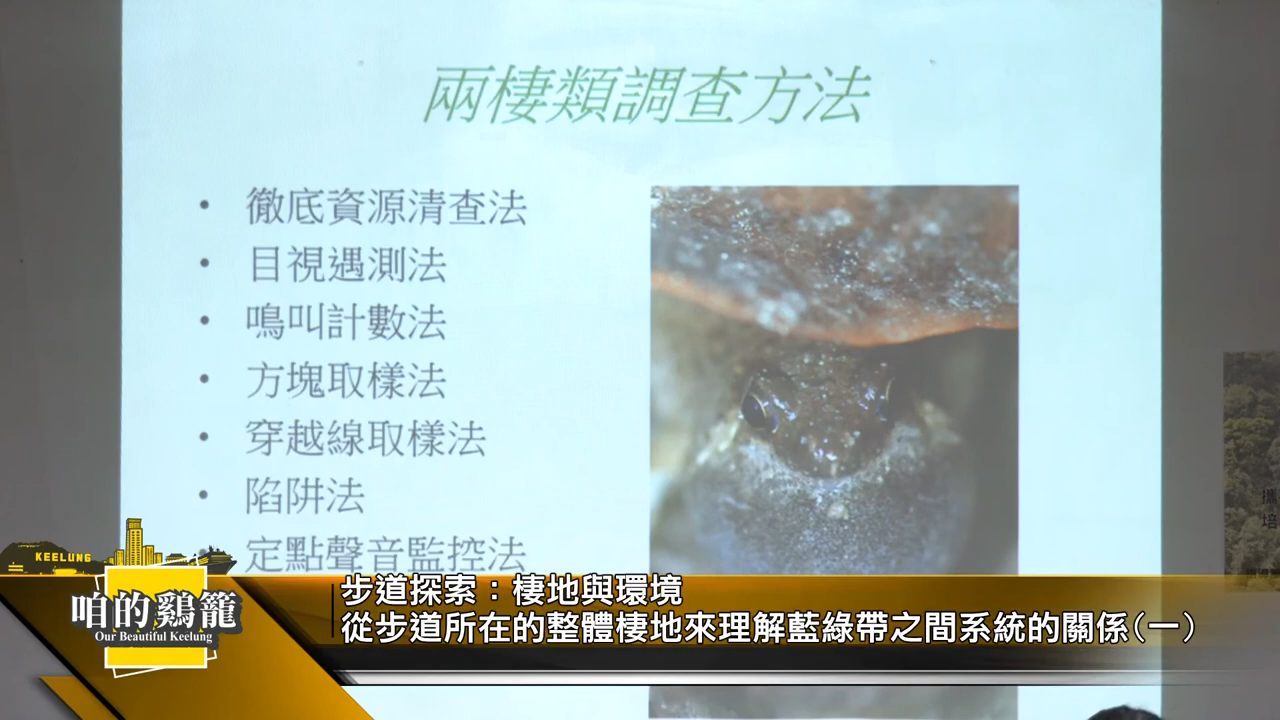 兩棲類調查方法
• 徹底資源清查法
• 目視遇測法
• 鳴叫計數法
• 方塊取樣法
• 穿越線取樣法
• 陷阱法
定點聲音監控法
KEELUNG
咱的鷄籠
Our Beautiful Keelung
步道探索：棲地與環境
從步道所在的整體棲地來理解藍綠帶之間系統的關係(一)